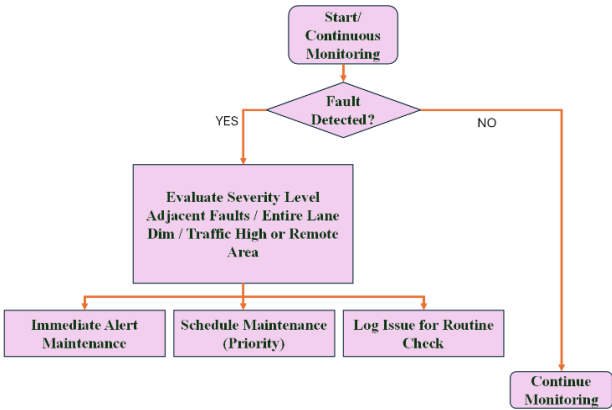 Start/
Continuous
Monitoring
Fault
Detected?
YES
NO
Evaluate Severity Level
Adjacent Faults / Entire Lane
Dim / Traffic High or Remote
Area
Immediate Alert
Maintenance
Schedule Maintenance
(Priority)
Log Issue for Routine
Check
Continue
Monitoring